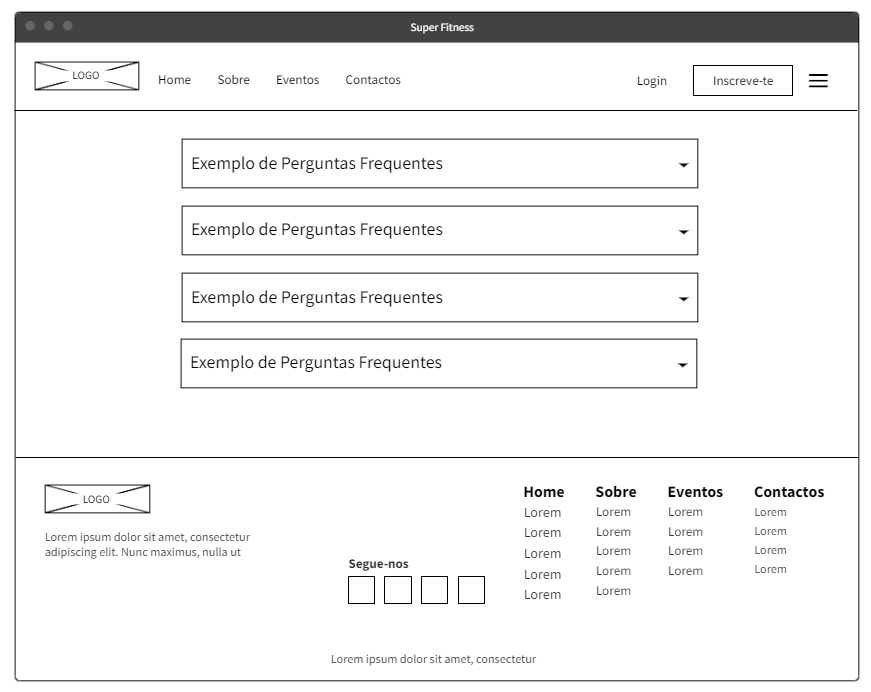 Super Fitness
LOGO
Home Sobre Eventos Contactos Login Inscreve-te
Exemplo de Perguntas Frequentes
Exemplo de Perguntas Frequentes
Exemplo de Perguntas Frequentes
Exemplo de Perguntas Frequentes
LOGO
Lorem ipsum dolor sit amet, consectetur
adipiscing elit. Nunc maximus, nulla ut
Segue-nos
Home
Lorem
Lorem
Lorem
Lorem
Lorem
Sobre
Lorem
Lorem
Lorem
Lorem
Lorem
Eventos
Lorem
Lorem
Lorem
Lorem
Contactos
Lorem
Lorem
Lorem
Lorem
Lorem ipsum dolor sit amet, consectetur